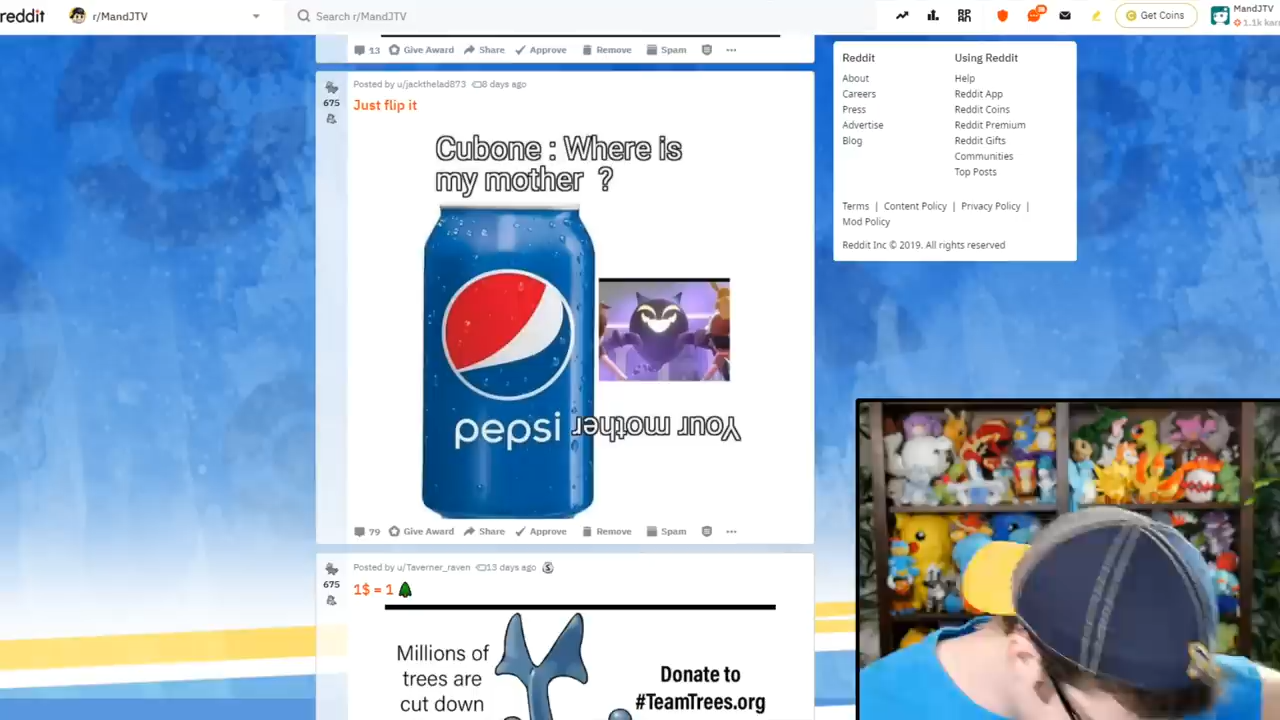 reddit
r/MandJTV
Search r/MandJTV
Get Coins
MandJTV
1.1k kar
13 Give Award Share Approve Remove Spam
675
Posted by u/jackthelad873 8 days ago
Just flip it
Cubone : Where is
my mother ?
pepsi
Your mother
79 Give Award Share Approve Remove Spam
675
Posted by u/Taverner_raven 13 days ago
1$ = 1
Millions of
trees are
cut down
Donate to
#TeamTrees.org
Reddit
About
Careers
Press
Advertise
Blog
Using Reddit
Help
Reddit App
Reddit Coins
Reddit Premium
Reddit Gifts
Communities
Top Posts
Terms | Content Policy | Privacy Policy |
Mod Policy
Reddit Inc © 2019. All rights reserved